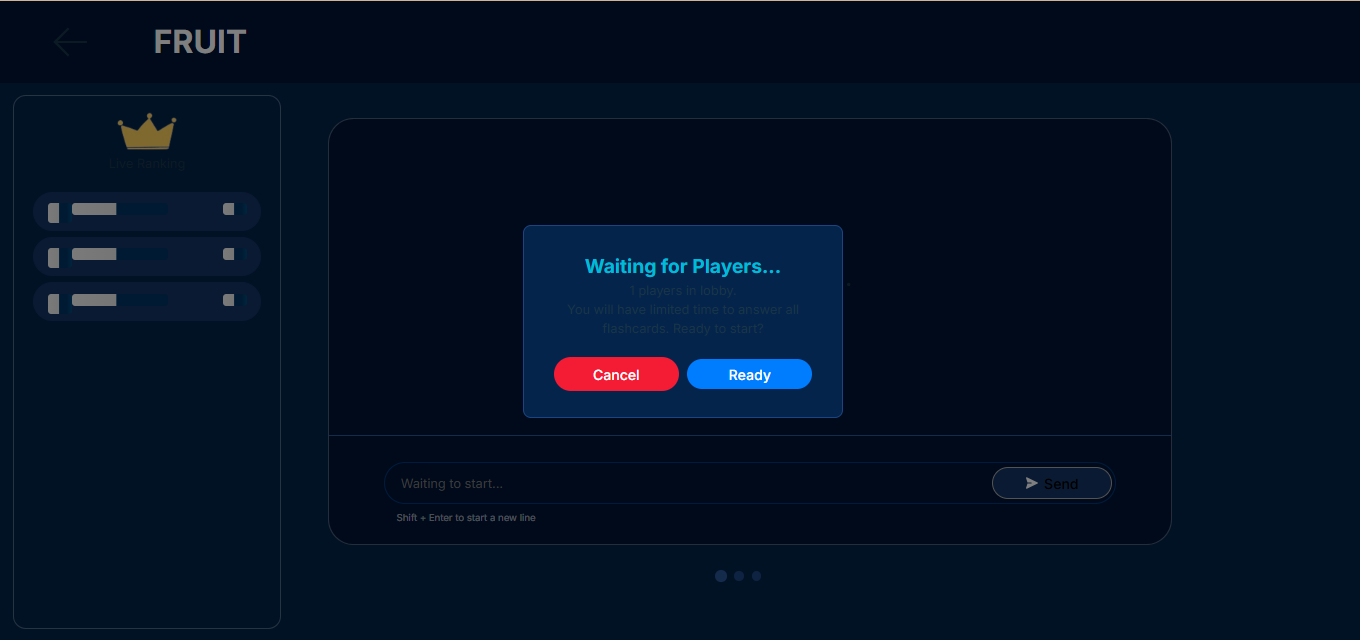 FRUIT
Live Ranking
Waiting for Players...
1 players in lobby.
You will have limited time to answer all
flashcards. Ready to start?
Cancel
Ready
Waiting to start...
Send
Shift + Enter to start a new line